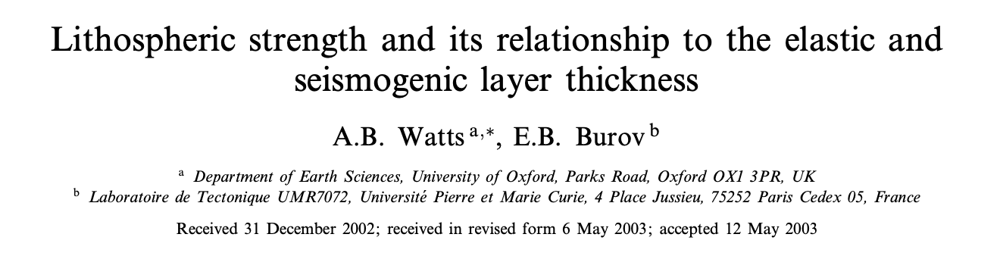 Lithospheric strength and its relationship to the elastic and
seismogenic layer thickness
A.B. Watts a,*, E.B. Burov b
a Department of Earth Sciences, University of Oxford, Parks Road, Oxford OX1 3PR, UK
b Laboratoire de Tectonique UMR7072, Université Pierre et Marie Curie, 4 Place Jussieu, 75252 Paris Cedex 05, France
Received 31 December 2002; received in revised form 6 May 2003; accepted 12 May 2003